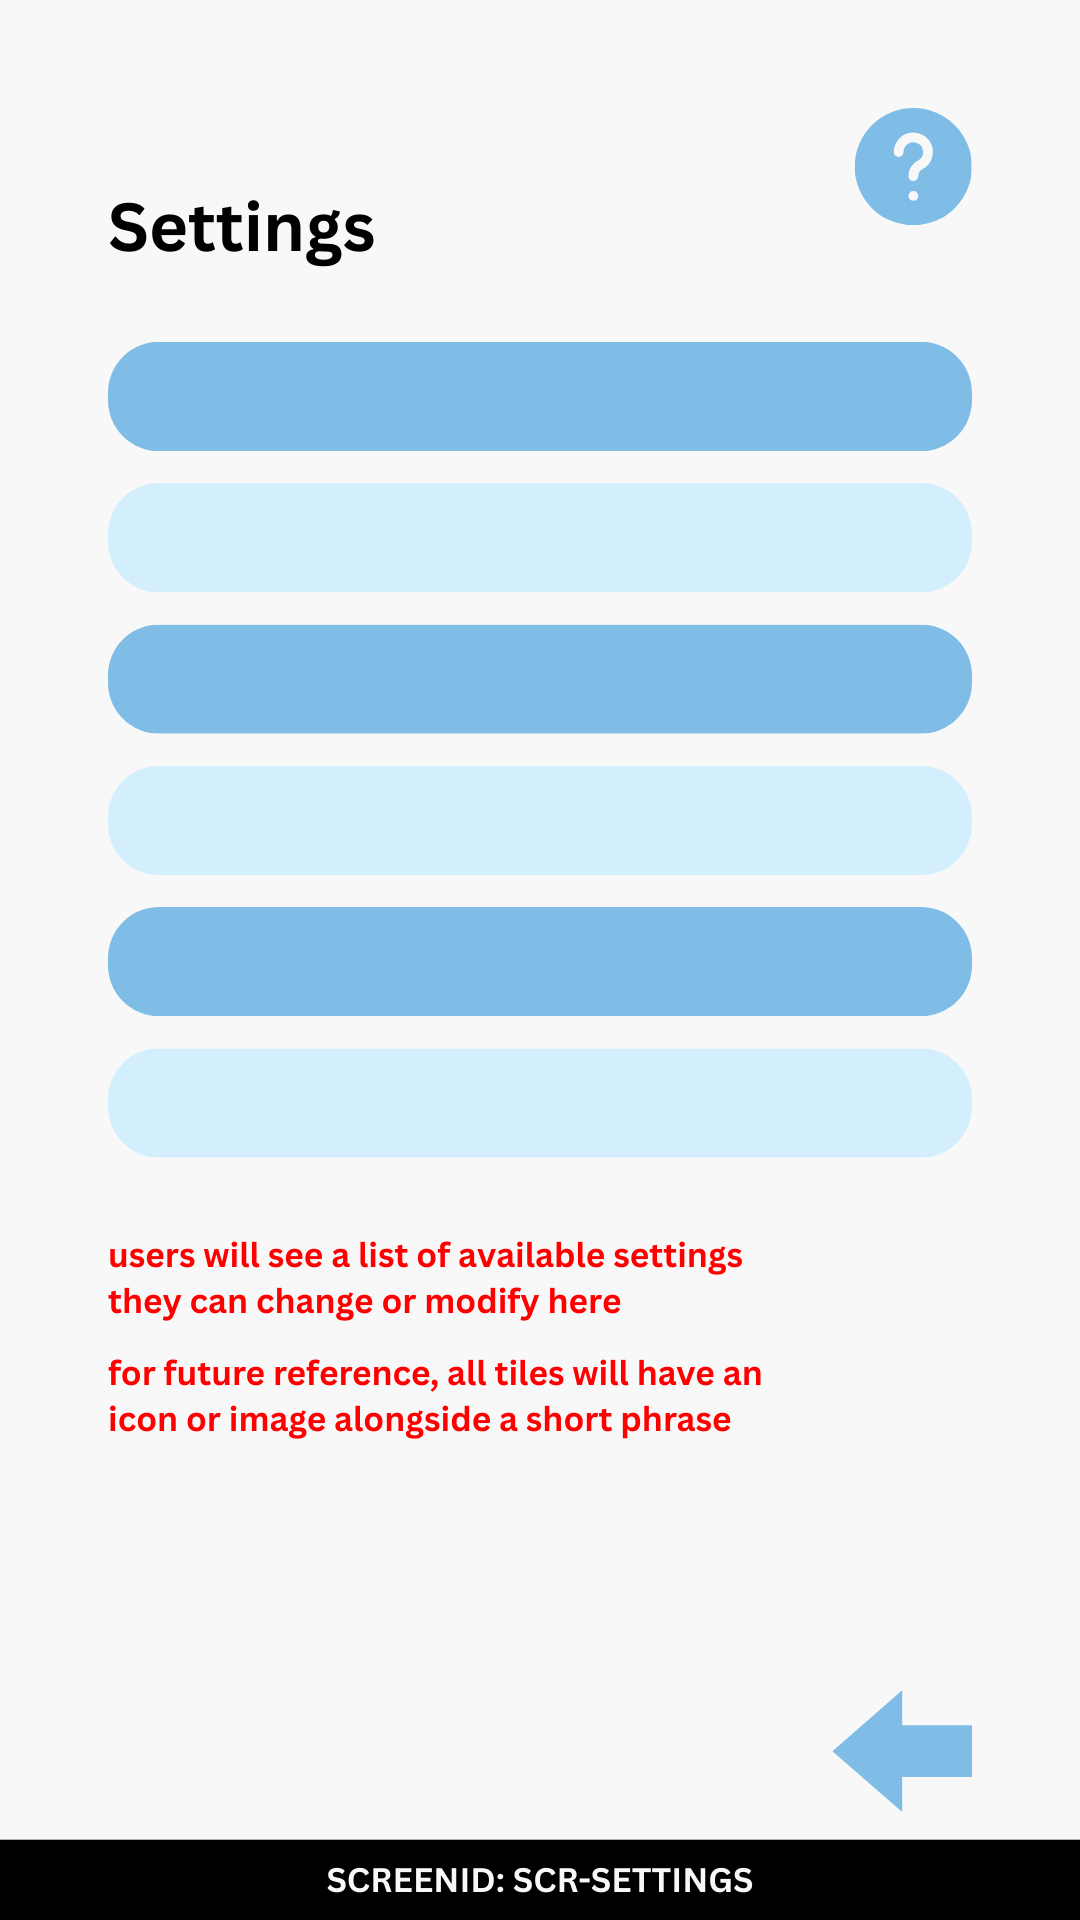 ?
Settings
users will see a list of available settings
they can change or modify here
for future reference, all tiles will have an
icon or image alongside a short phrase
SCREENID: SCR-SETTINGS